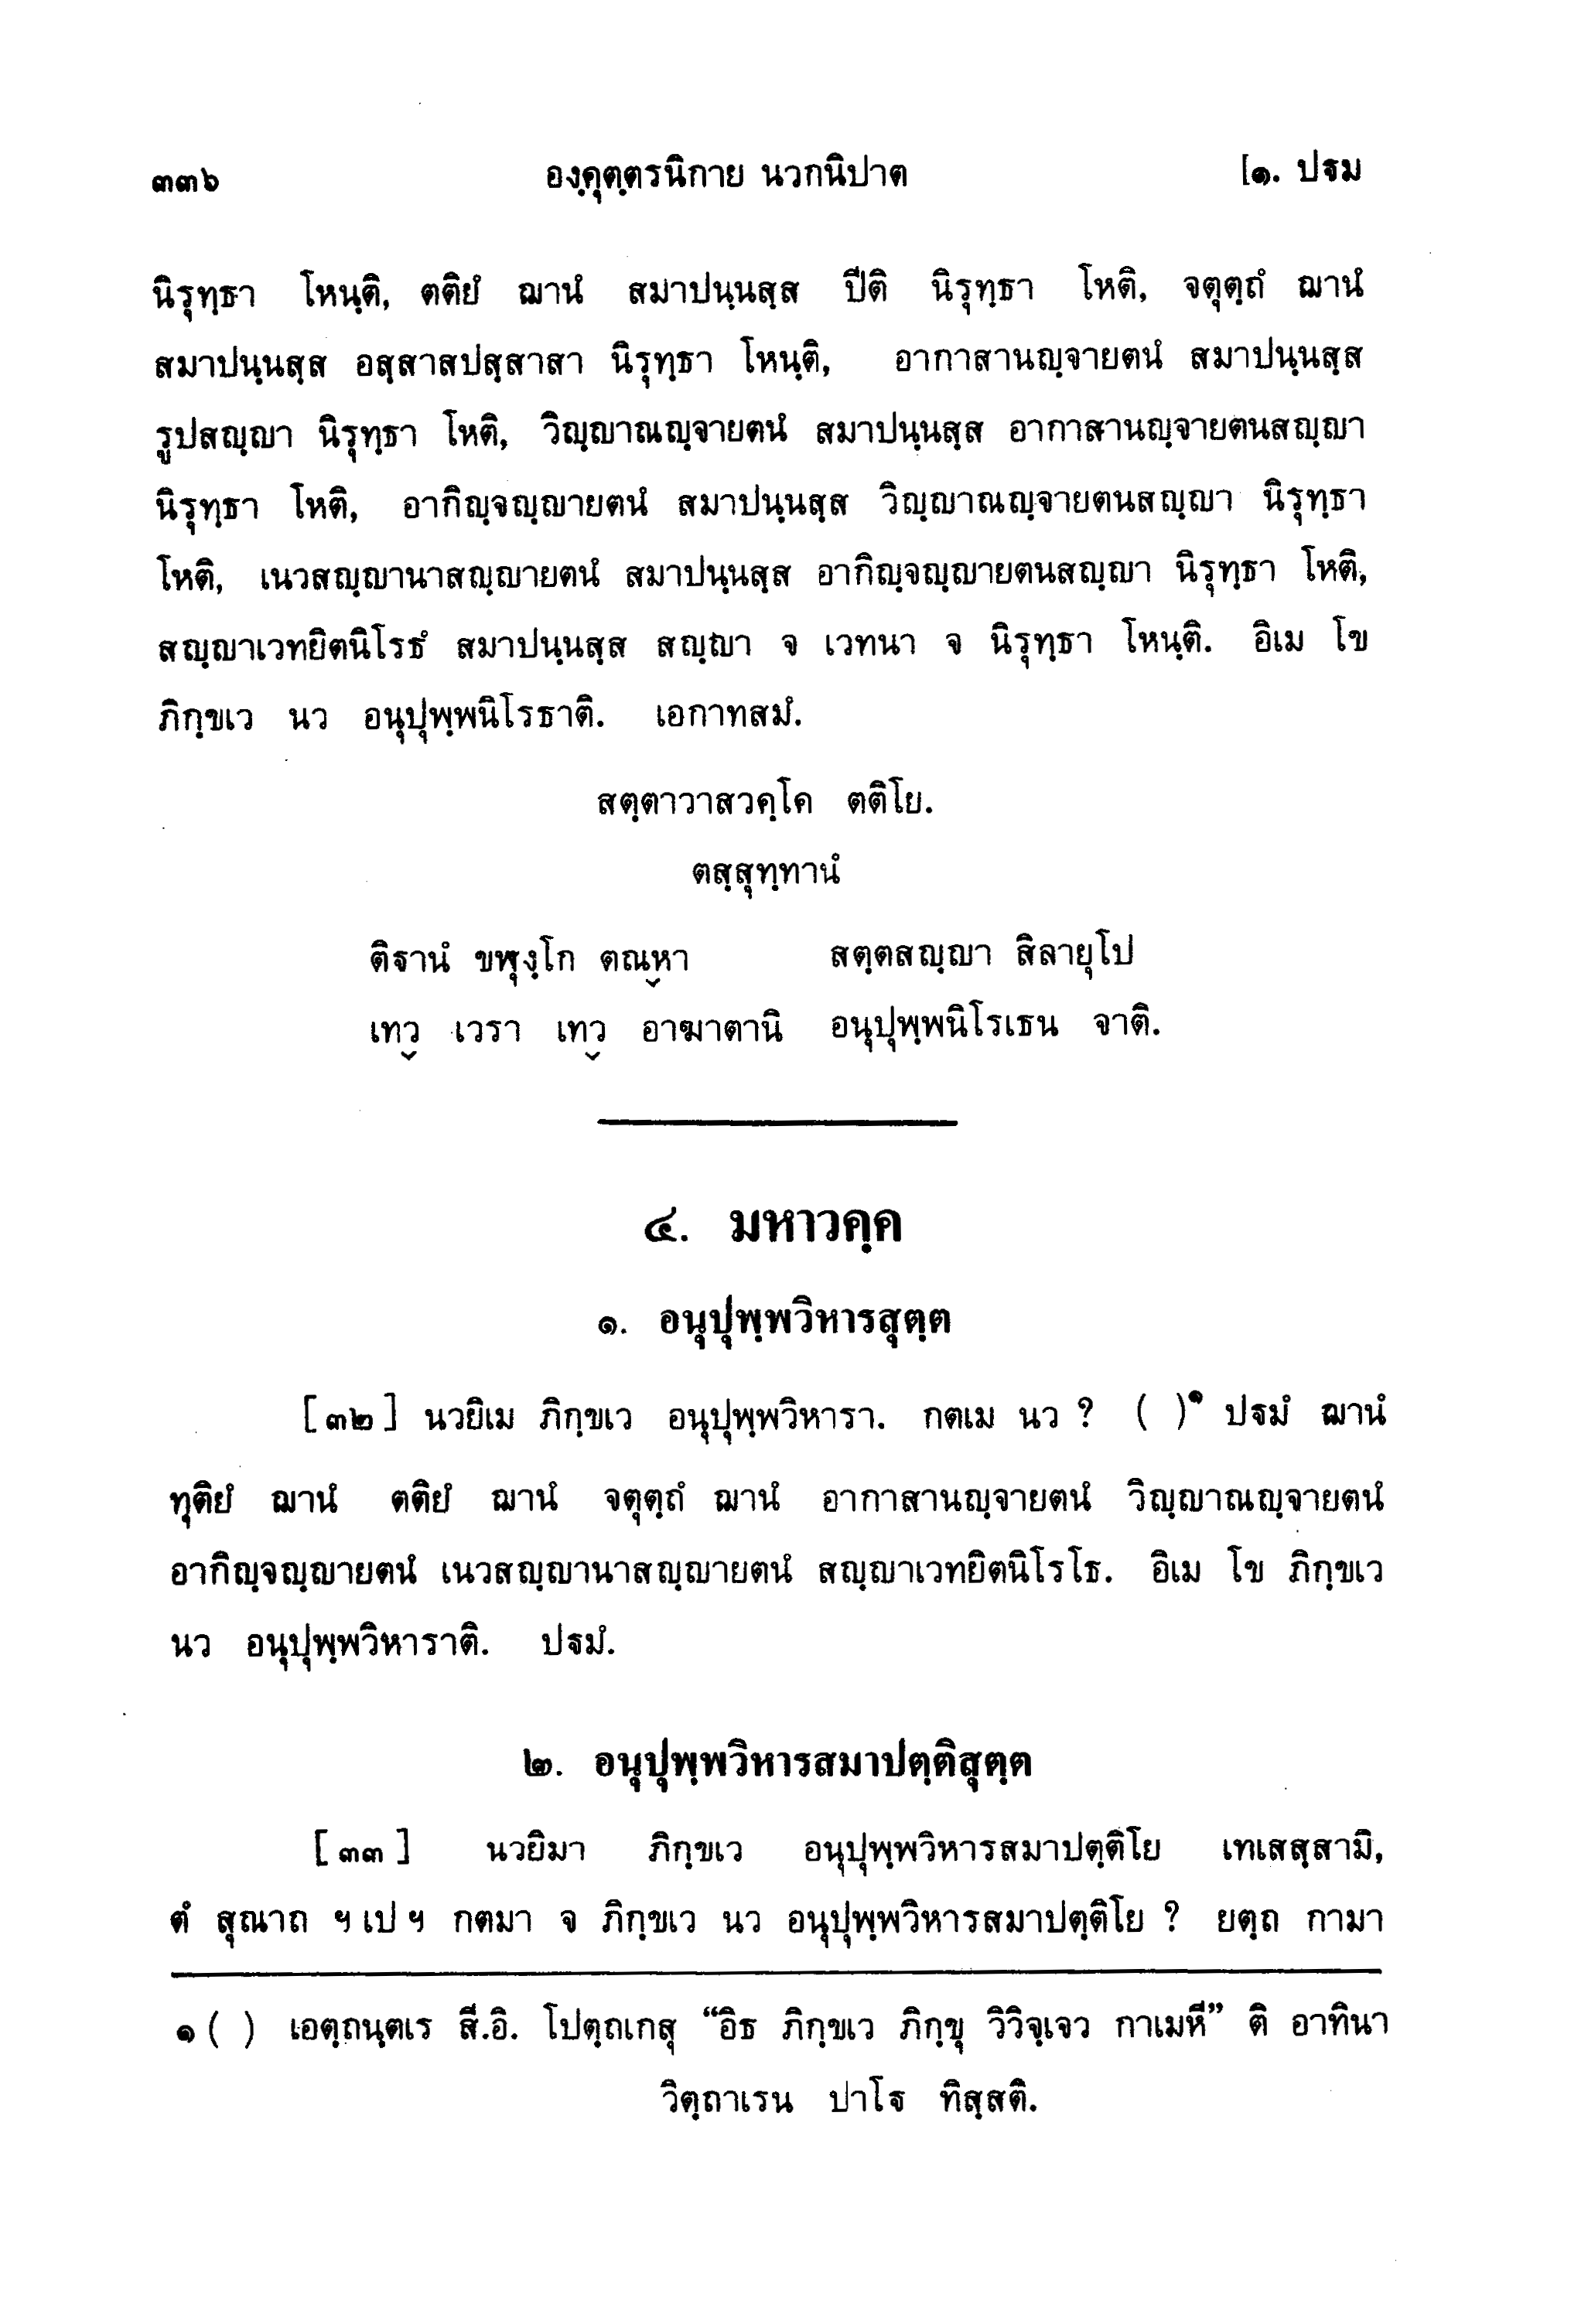 ๓๓๖ องฺคุตฺตรนิกาย นวกนิปาต [๑. ปฐม
นิรุทฺธา โหนฺติ, ตติยํ ฌานํ สมาปนฺนสฺส ปีติ นิรุทฺธา โหติ, จตุตฺถํ ฌานํ
สมาปนฺนสฺส อสฺสาสปสฺสาสา นิรุทฺธา โหนฺติ, อากาสานญฺจายตนํ สมาปนฺนสฺส
รูปสญฺญา นิรุทฺธา โหติ, วิญฺญาณญฺจายตนํ สมาปนฺนสฺส อากาสานญฺจายตนสญฺญา
นิรุทฺธา โหติ, อากิญฺจญฺญายตนํ สมาปนฺนสฺส วิญฺญาณญฺจายตนสญฺญา นิรุทฺธา
โหติ, เนวสญฺญานาสญฺญายตนํ สมาปนฺนสฺส อากิญฺจญฺญายตนสญฺญา นิรุทฺธา โหติ,
สญฺญาเวทยิตนิโรธํ สมาปนฺนสฺส สญฺญา จ เวทนา จ นิรุทฺธา โหนฺติ. อิเม โข
ภิกฺขเว นว อนุปุพฺพนิโรธาติ. เอกาทสมํ.
สตฺตาวาสวคฺโค ตติโย.
ตสฺสุทฺทานํ
ติฐานํ ขฬุงฺโก ตณฺหา สตฺตสญฺญา สิลายุโป
เทฺว เวรา เทฺว อาฆาตานิ อนุปุพฺพนิโรเธน จาติ.
๔. มหาวคฺค
๑. อนุปุพฺพวิหารสุตฺต
[๓๒] นวยิเม ภิกฺขเว อนุปุพฺพวิหารา. กตเม นว ? ( )๑ ปฐมํ ฌานํ
ทุติยํ ฌานํ ตติยํ ฌานํ จตุตฺถํ ฌานํ อากาสานญฺจายตนํ วิญฺญาณญฺจายตนํ
อากิญฺจญฺญายตนํ เนวสญฺญานาสญฺญายตนํ สญฺญาเวทยิตนิโรโธ. อิเม โข ภิกฺขเว
นว อนุปุพฺพวิหาราติ. ปฐมํ.
๒. อนุปุพฺพวิหารสมาปตฺติสุตฺต
[๓๓] นวยิมา ภิกฺขเว อนุปุพฺพวิหารสมาปตฺติโย เทเสสฺสามิ,
ตํ สุณาถ ฯ เป ฯ กตมา จ ภิกฺขเว นว อนุปุพฺพวิหารสมาปตฺติโย ? ยตฺถ กามา
๑ ( ) เอตฺถนฺตเร สี.อิ. โปตฺถเกสุ “อิธ ภิกฺขเว ภิกฺขุ วิวิจฺเจว กาเมหี” ติ อาทินา
วิตฺถาเรน ปาโฐ ทิสฺสติ.